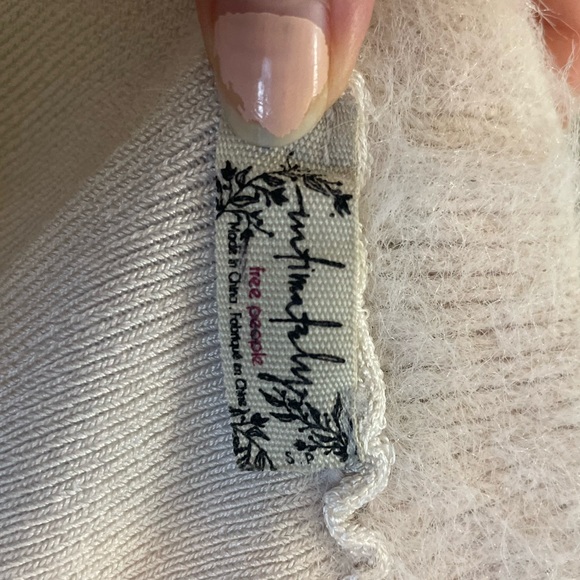 intimately
free people
Made in China Fabriqué en Chine
S
P